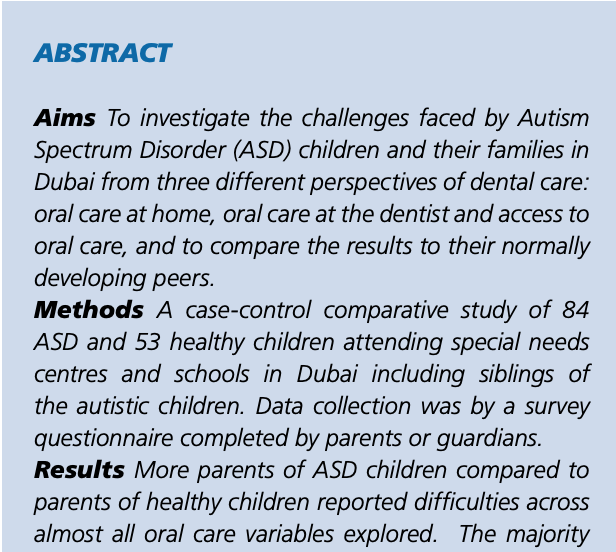 ABSTRACT
Aims To investigate the challenges faced by Autism
Spectrum Disorder (ASD) children and their families in
Dubai from three different perspectives of dental care:
oral care at home, oral care at the dentist and access to
oral care, and to compare the results to their normally
developing peers.
Methods A case-control comparative study of 84
ASD and 53 healthy children attending special needs
centres and schools in Dubai including siblings of
the autistic children. Data collection was by a survey
questionnaire completed by parents or guardians.
Results More parents of ASD children compared to
parents of healthy children reported difficulties across
almost all oral care variables explored. The majority